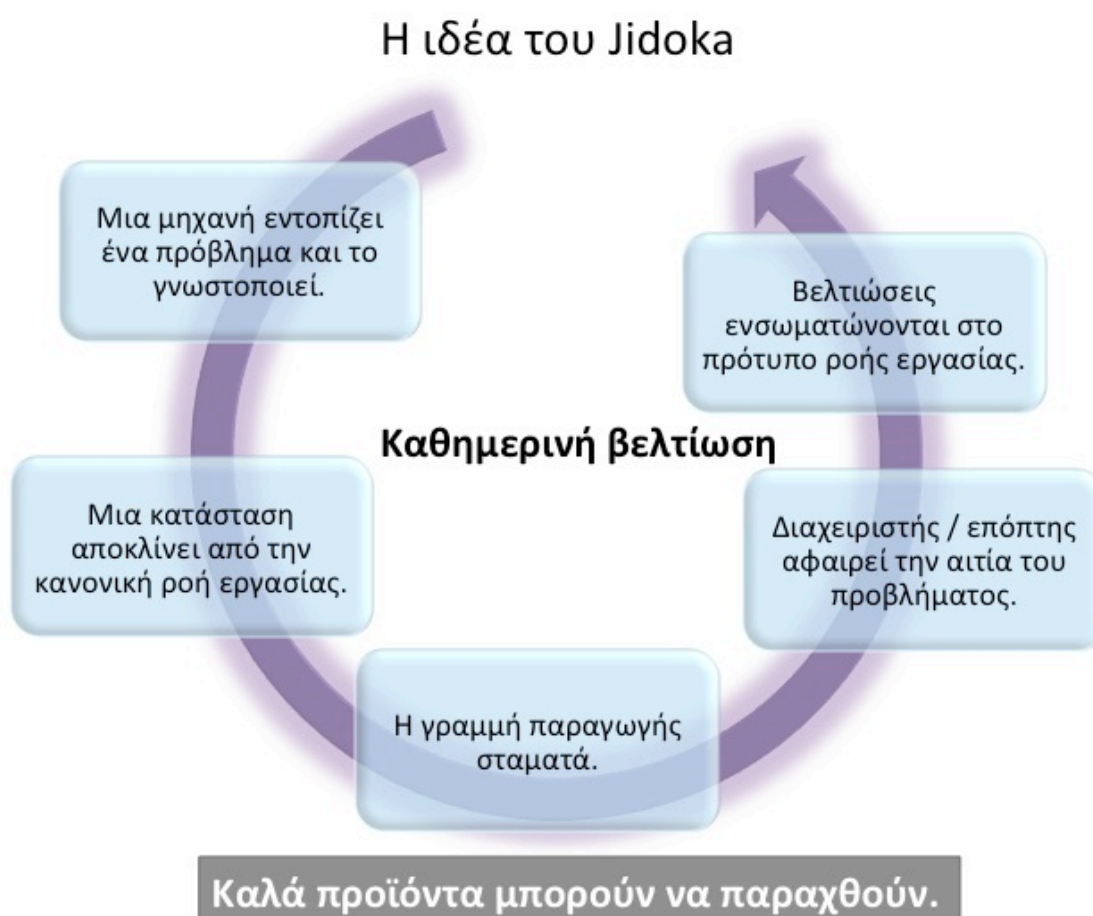 Η ιδέα του Jidoka
Μια μηχανή εντοπίζει
ένα πρόβλημα και το
γνωστοποιεί.
Μια κατάσταση
αποκλίνει από την
κανονική ροή εργασίας.
Η γραμμή παραγωγής
σταματά.
Διαχειριστής / επόπτης
αφαιρεί την αιτία του
προβλήματος.
Βελτιώσεις
ενσωματώνονται στο
πρότυπο ροής εργασίας.
Καθημερινή βελτίωση
Καλά προϊόντα μπορούν να παραχθούν.